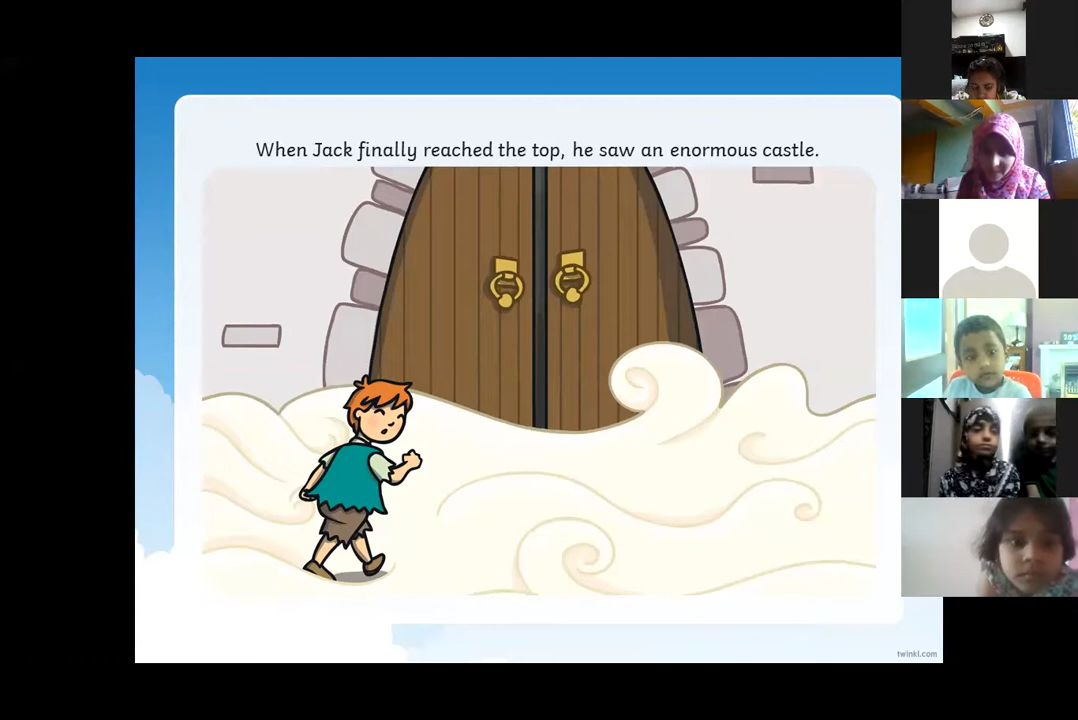 When Jack finally reached the top, he saw an enormous castle.
twinkl.com